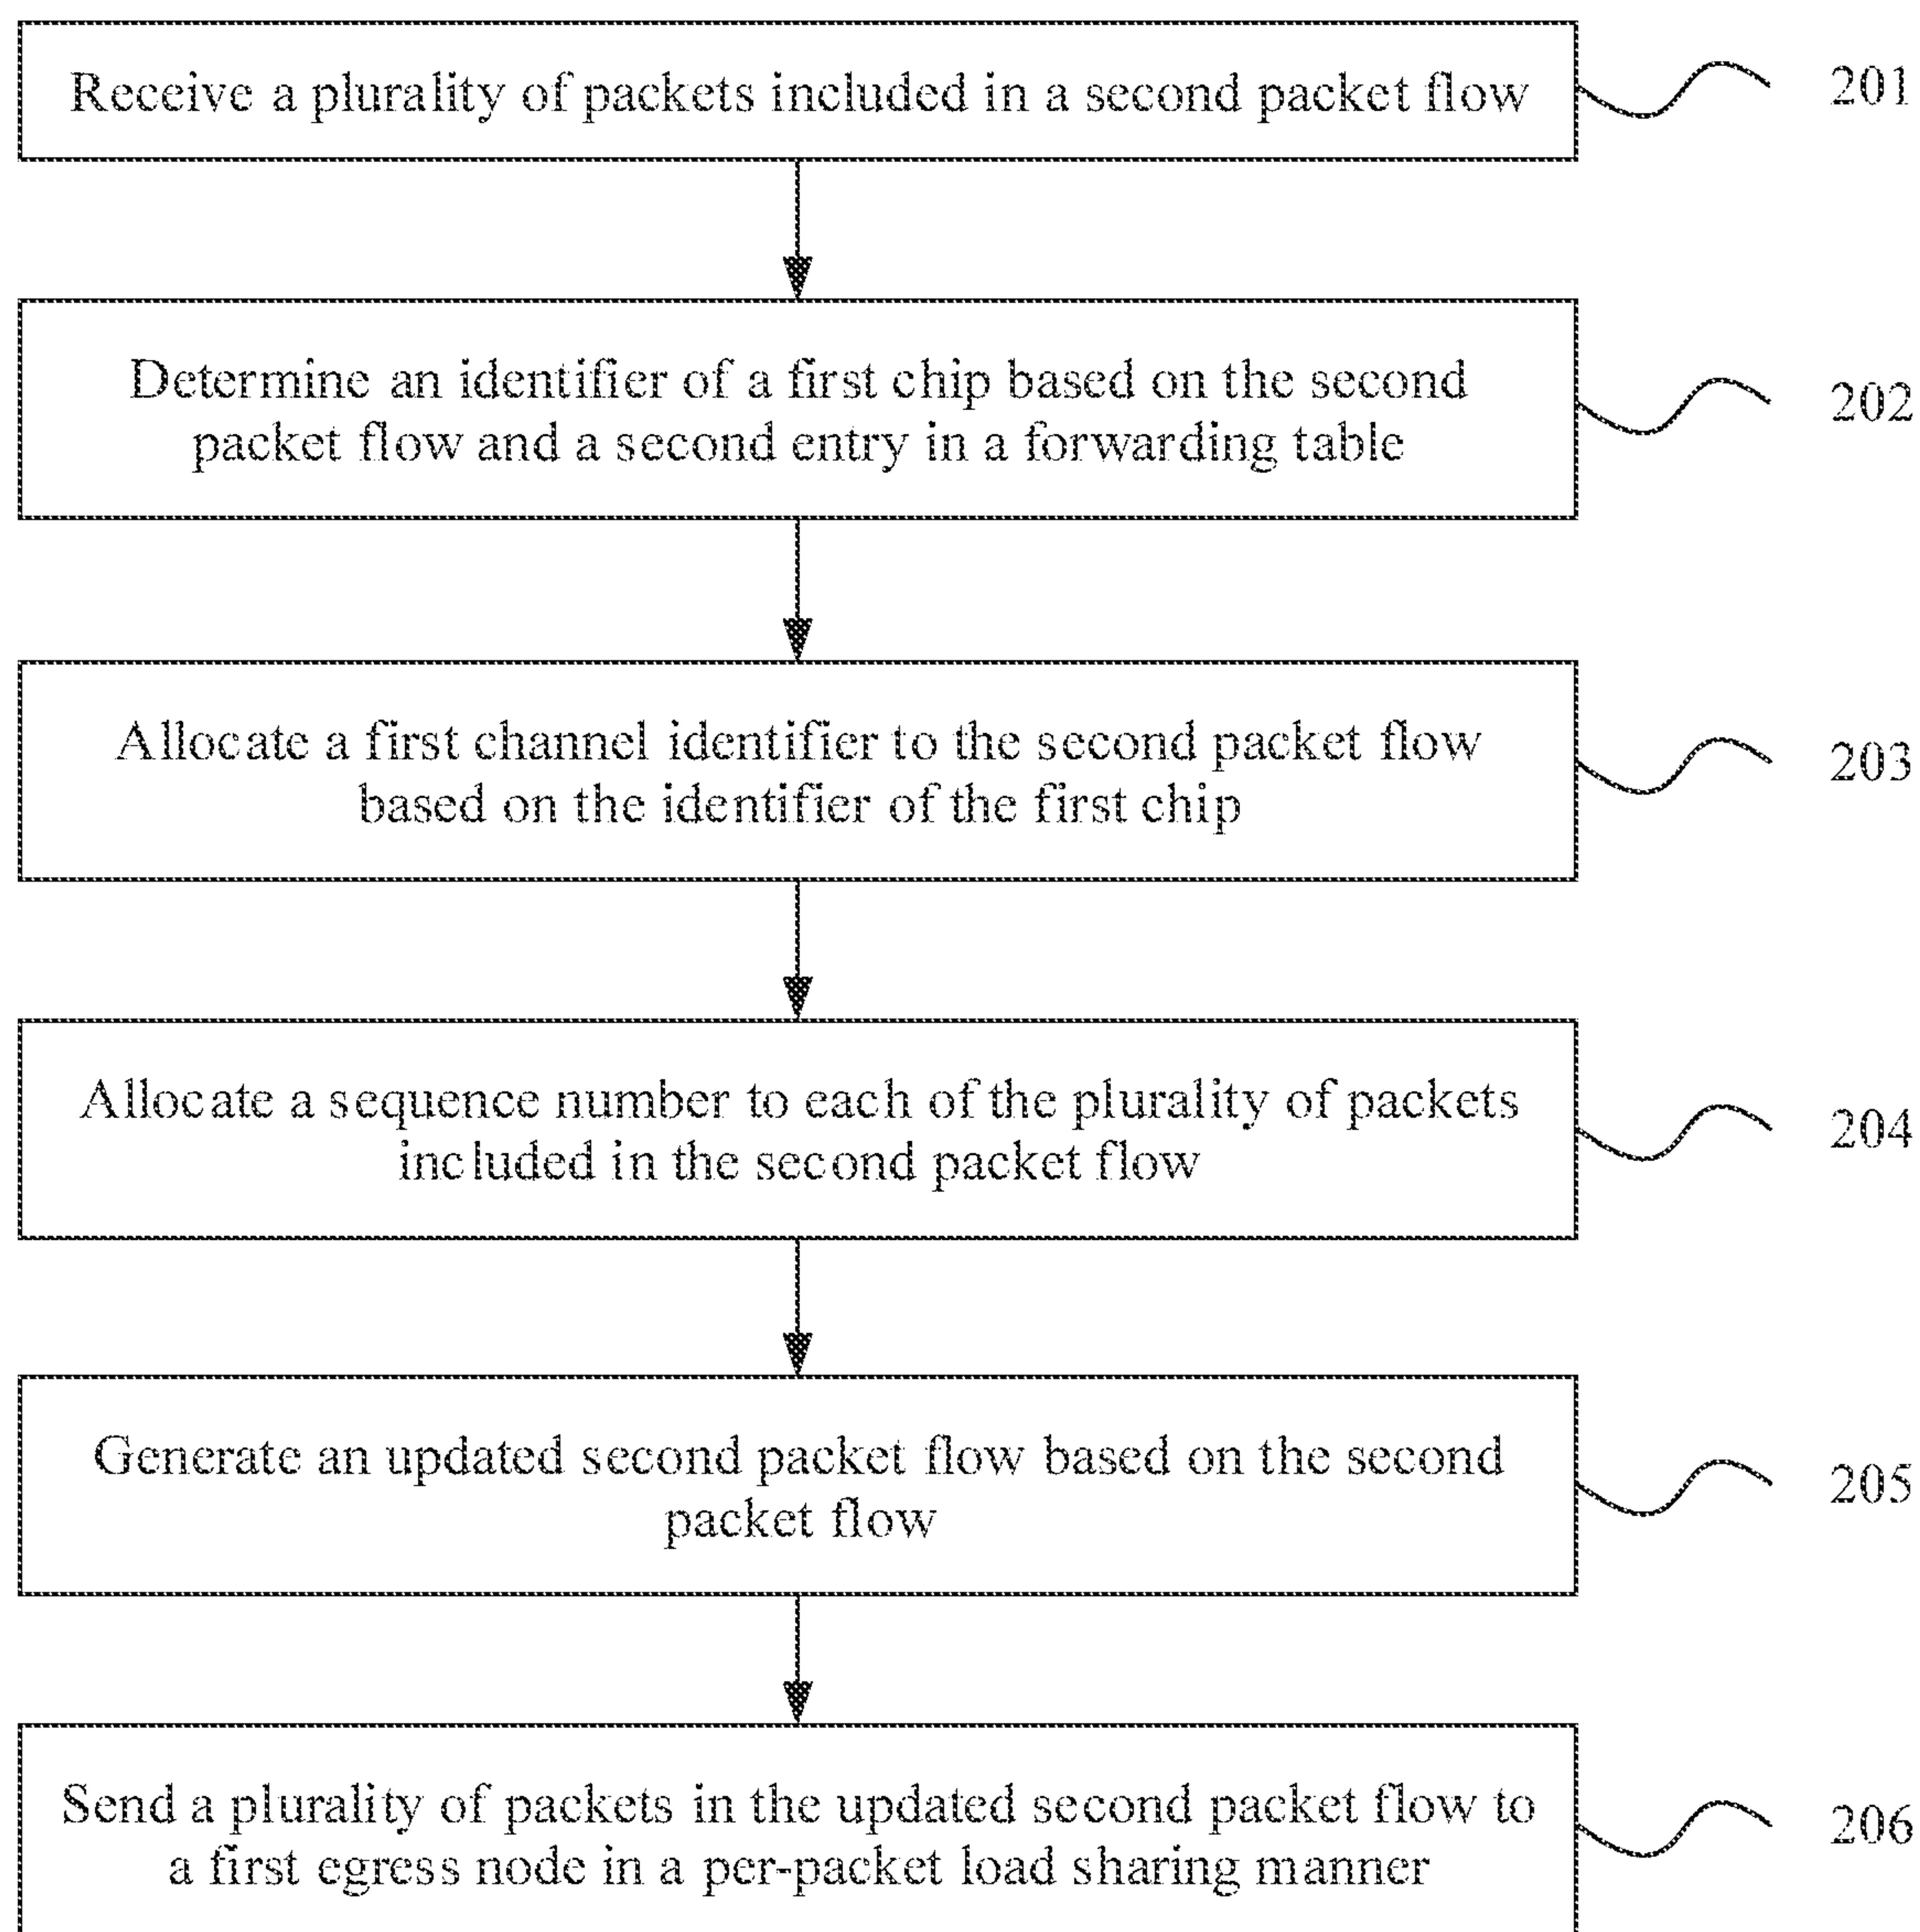 Receive a plurality of packets included in a second packet flow
201
Determine an identifier of a first chip based on the second
packet flow and a second entry in a forwarding table
202
Allocate a first channel identifier to the second packet flow
based on the identifier of the first chip
203
Allocate a sequence number to each of the plurality of packets
included in the second packet flow
204
Generate an updated second packet flow based on the second
packet flow
205
Send a plurality of packets in the updated second packet flow to
a first egress node in a per-packet load sharing manner
206